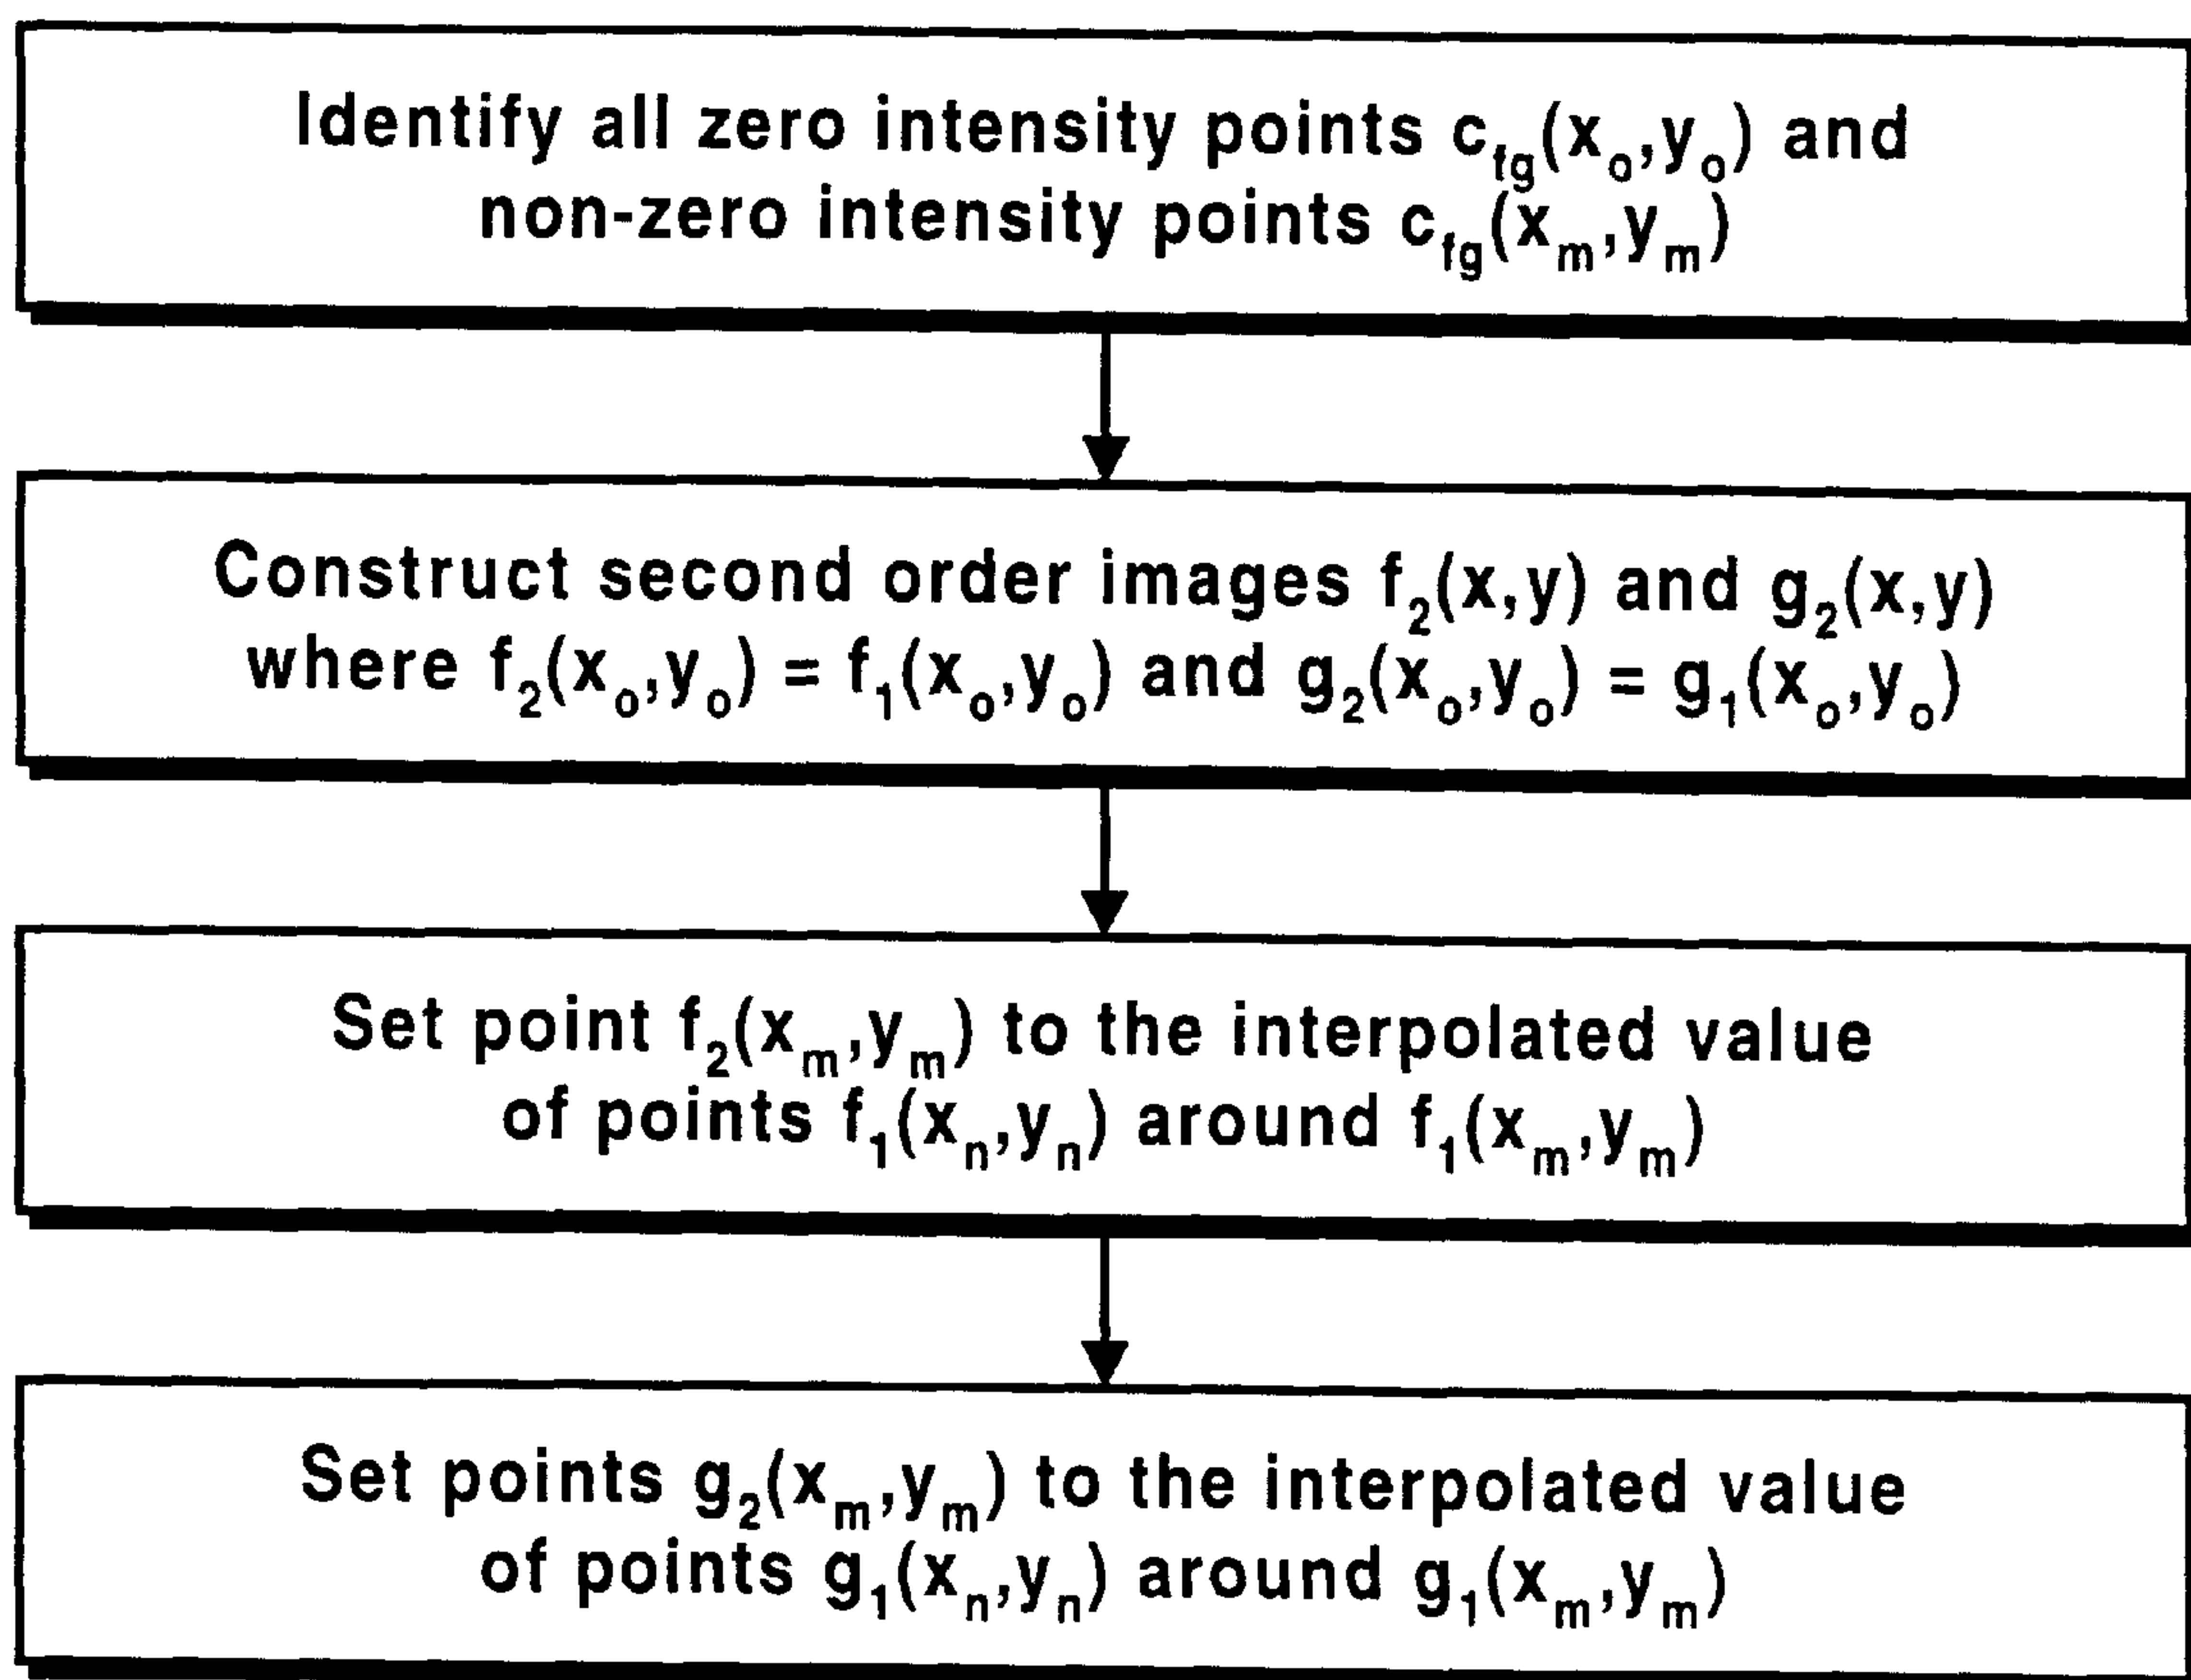 Identify all zero intensity points c_fg(x_o,y_o) and
non-zero intensity points c_fg(x_m,y_m)
Construct second order images f_2(x,y) and g_2(x,y)
where f_2(x_o,y_o) = f_1(x_o,y_o) and g_2(x_o,y_o) = g_1(x_o,y_o)
Set point f_2(x_m,y_m) to the interpolated value
of points f_1(x_n,y_n) around f_1(x_m,y_m)
Set points g_2(x_m,y_m) to the interpolated value
of points g_1(x_n,y_n) around g_1(x_m,y_m)